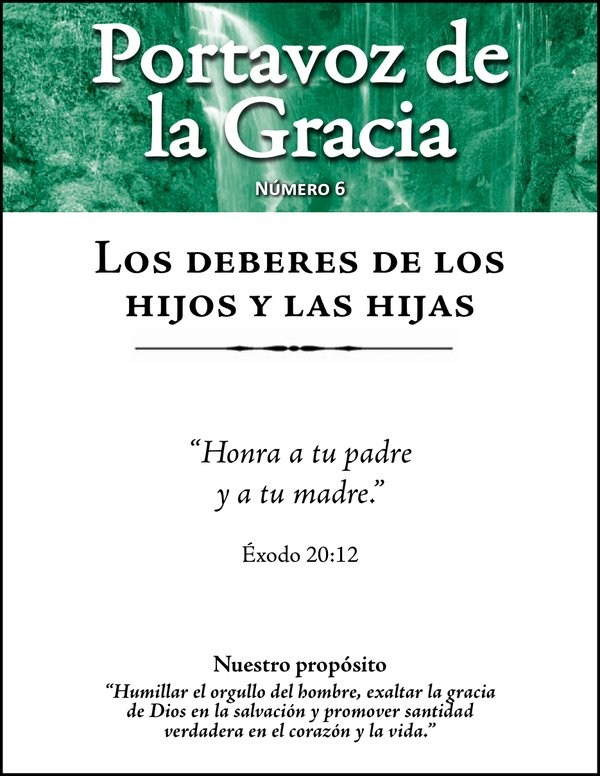 Portavoz de
la Gracia
NÚMERO 6
LOS DEBERES DE LOS
HIJOS Y LAS HIJAS
“Honra a tu padre
y a tu madre.”
Éxodo 20:12
Nuestro propósito
“Humillar el orgullo del hombre, exaltar la gracia
de Dios en la salvación y promover santidad
verdadera en el corazón y la vida.”